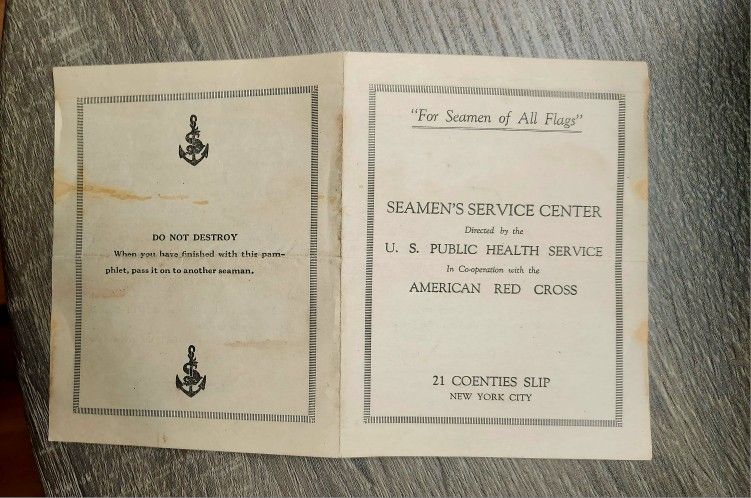 DO NOT DESTROY
When you have finished with this pam-
phlet, pass it on to another seaman.
"For Seamen of All Flags"
SEAMEN'S SERVICE CENTER
Directed by the
U. S. PUBLIC HEALTH SERVICE
In Co-operation with the
AMERICAN RED CROSS
21 COENTIES SLIP
NEW YORK CITY